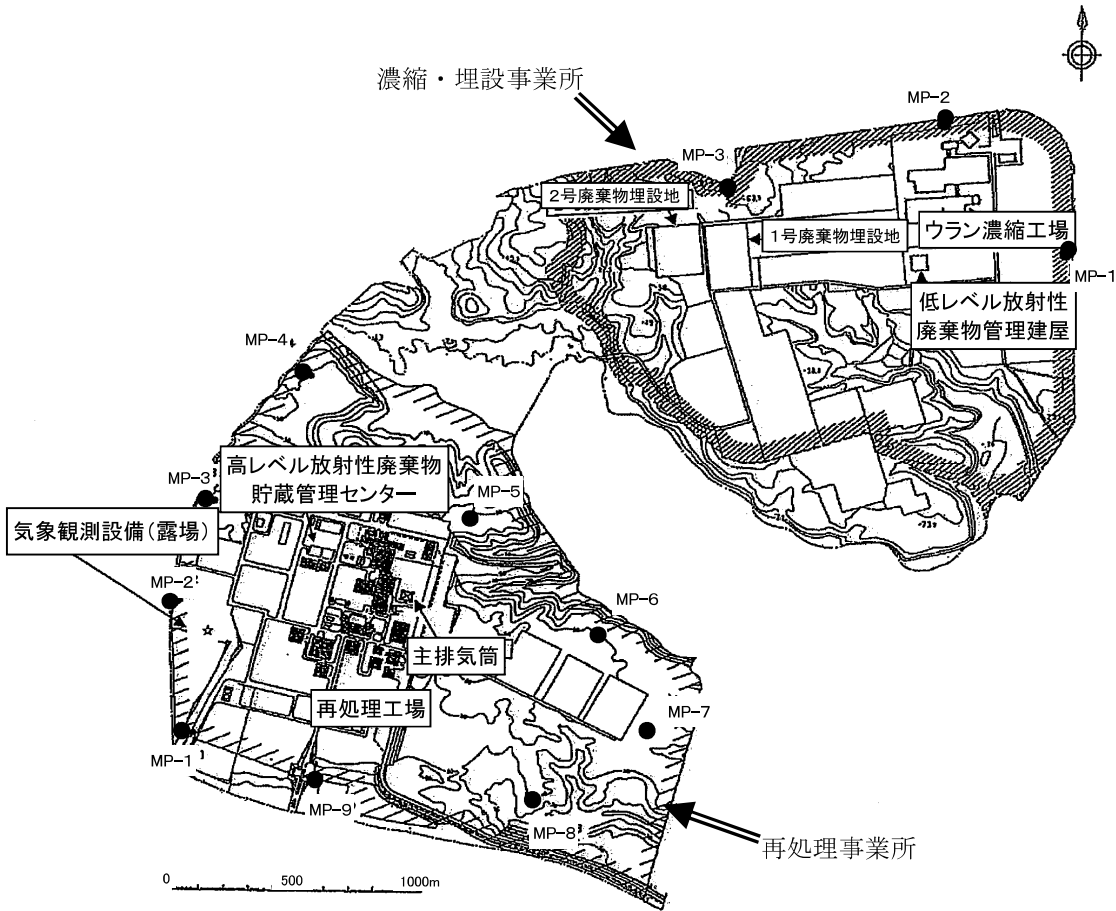 濃縮・埋設事業所
MP-2
MP-3
2号廃棄物埋設地
1号廃棄物埋設地
ウラン濃縮工場
MP-1
低レベル放射性
廃棄物管理建屋
MP-4
高レベル放射性廃棄物
貯蔵管理センター
MP-3
MP-5
気象観測設備(露場)
MP-2
MP-6
主排気筒
再処理工場
MP-7
MP-1
MP-9
MP-8
再処理事業所
0 500 1000m